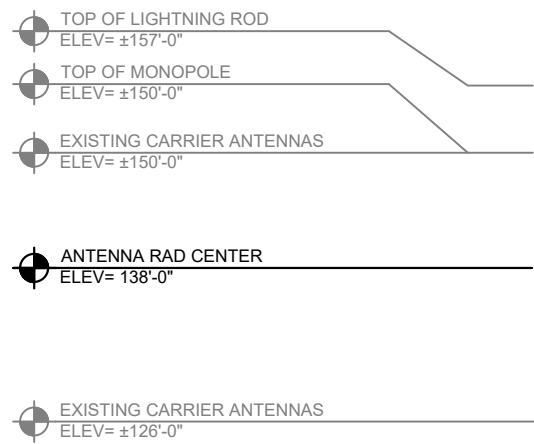 TOP OF LIGHTNING ROD
ELEV= ±157'-0"
TOP OF MONOPOLE
ELEV= ±150'-0"
EXISTING CARRIER ANTENNAS
ELEV= ±150'-0"
ANTENNA RAD CENTER
ELEV= 138'-0"
EXISTING CARRIER ANTENNAS
ELEV= ±126'-0"